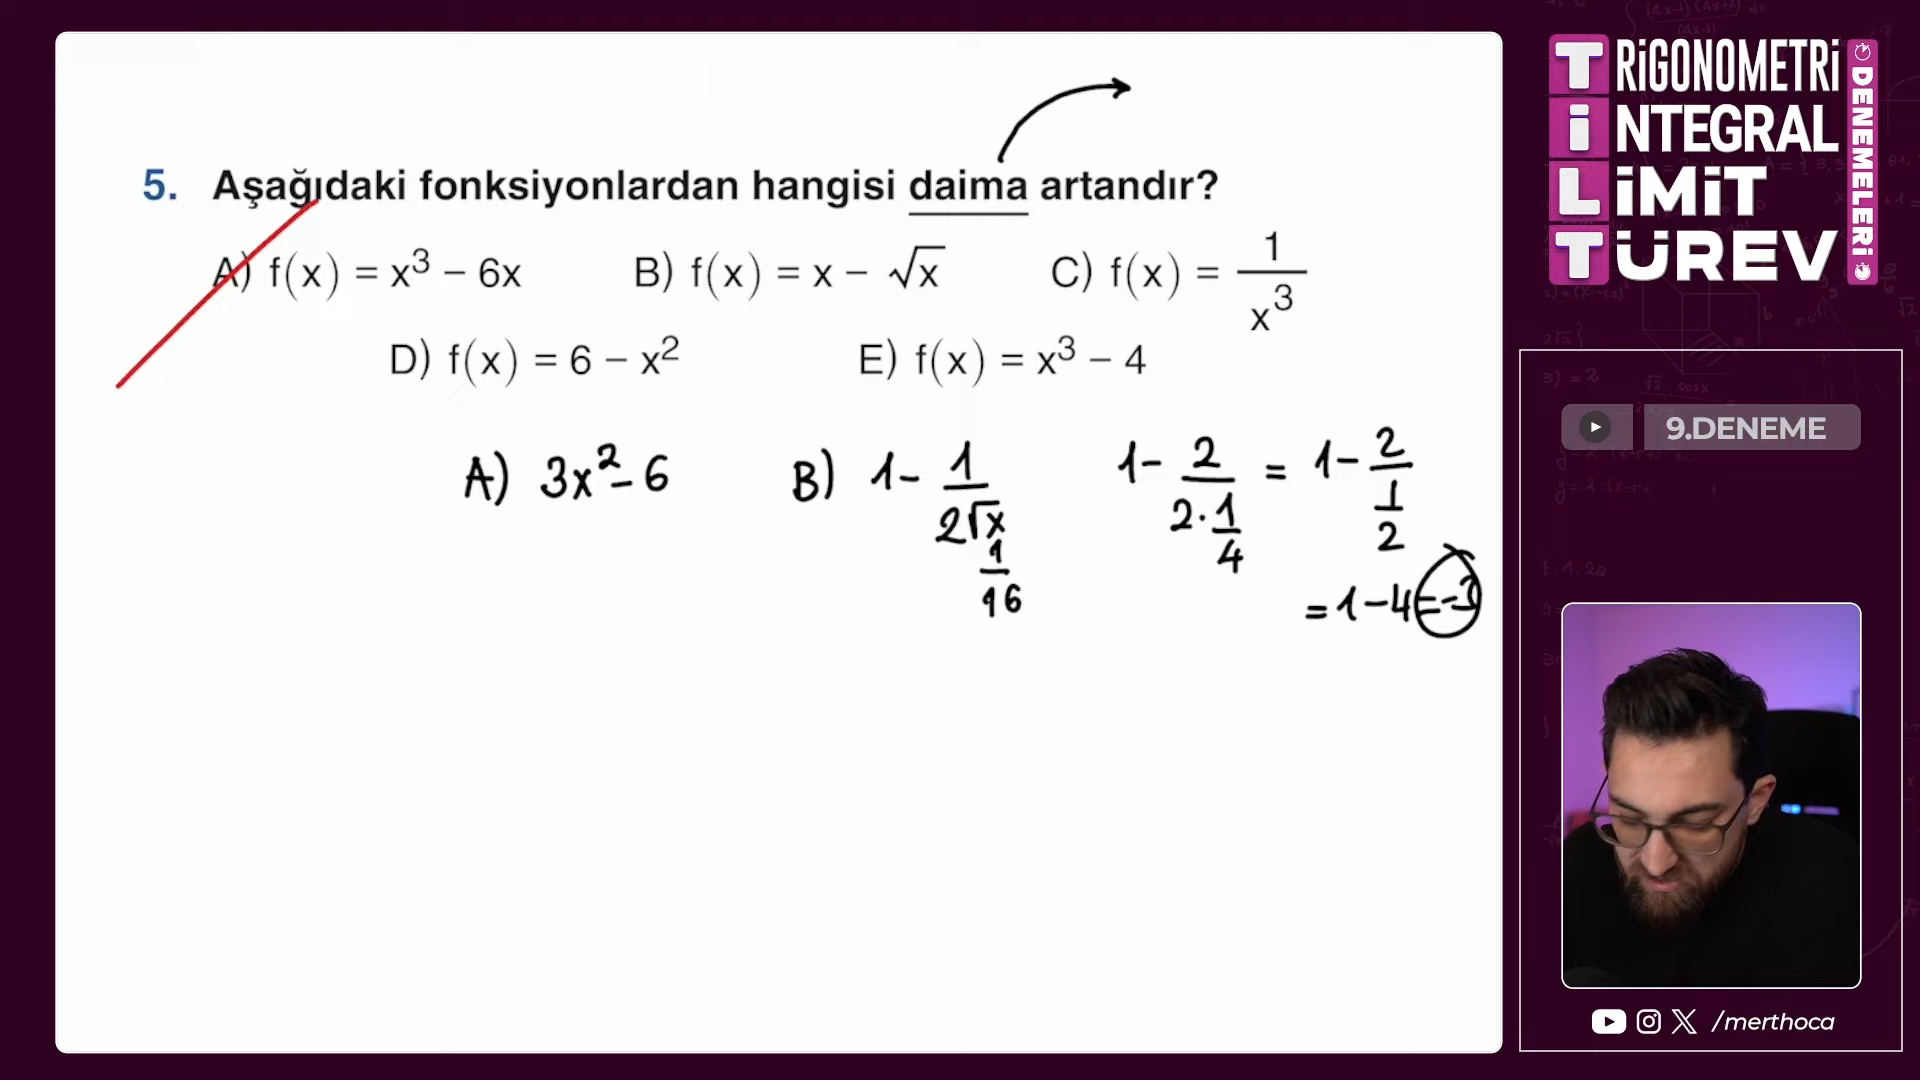 5. Aşağıdaki fonksiyonlardan hangisi daima artandır?
A) f(x) = x³ – 6x B) f(x) = x – √x C) f(x) = 1/x³
D) f(x) = 6 – x² E) f(x) = x³ – 4
A) 3x² - 6
B) 1 - 1/(2√x)
1/16
1 - 2/(2·1/4) = 1 - 2/(1/2)
= 1 - 4 = -3
TRİGONOMETRİ
İNTEGRAL
LİMİT
TÜREV
DENEMELERİ
9.DENEME
/merthoca